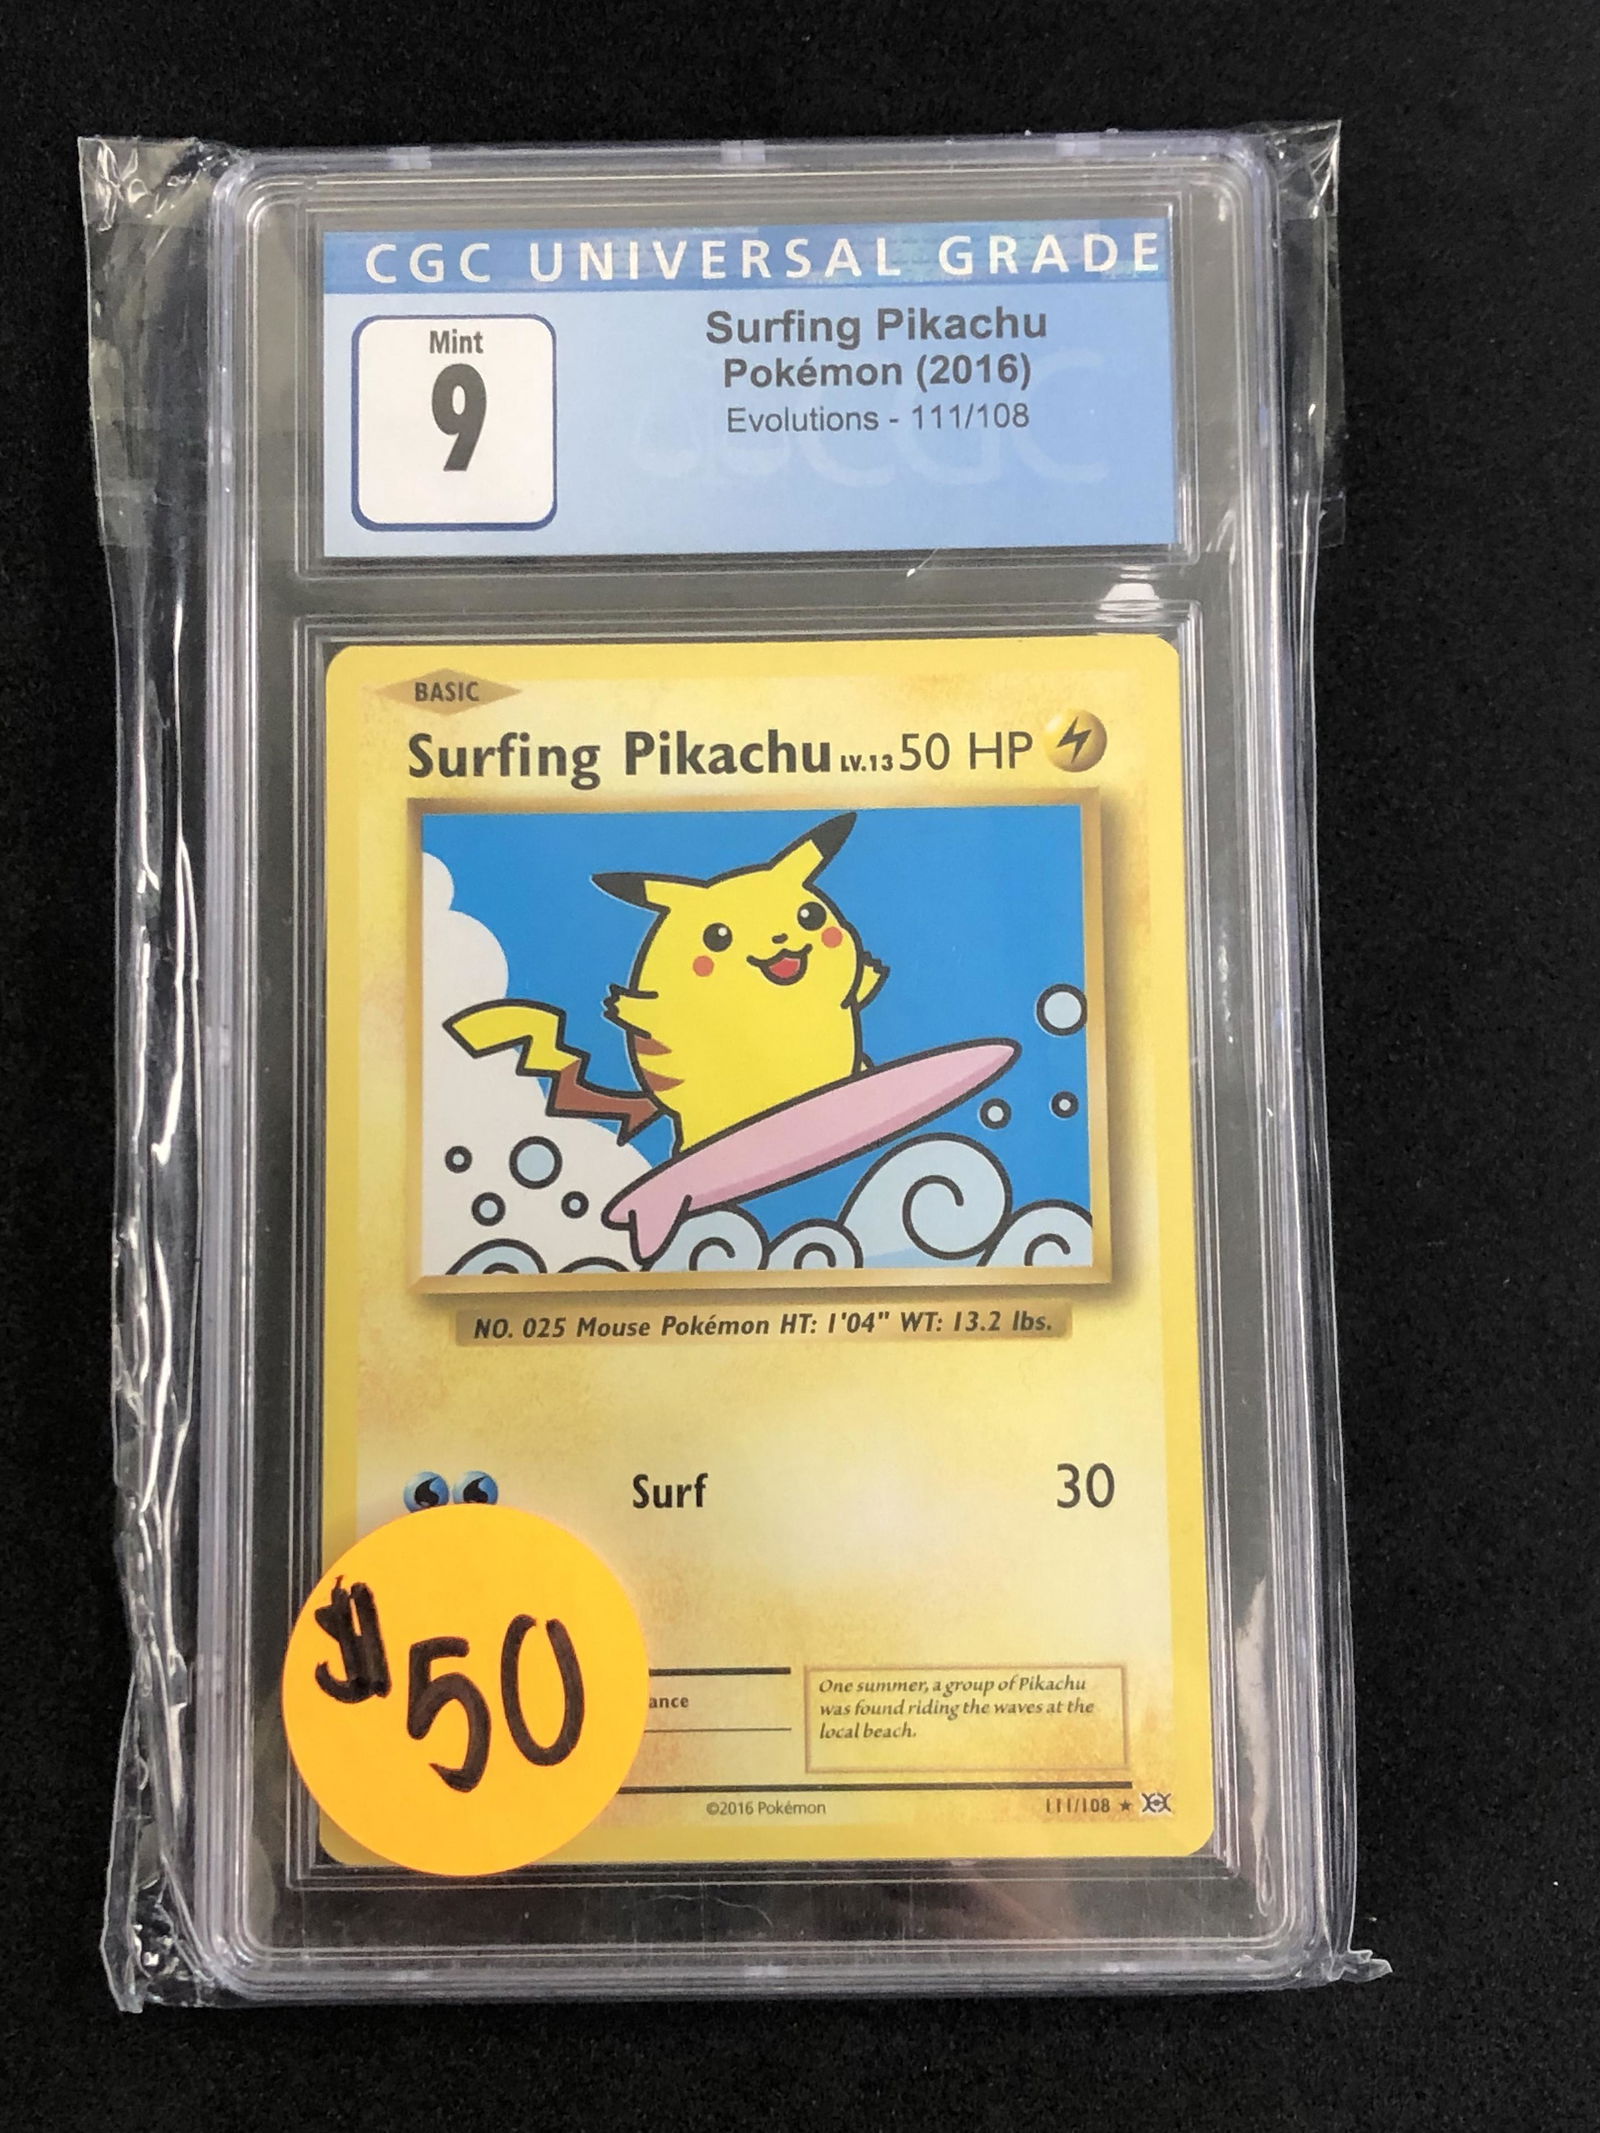 CGC UNIVERSAL GRADE
Mint
9
Surfing Pikachu
Pokémon (2016)
Evolutions - 111/108
CGC
BASIC
Surfing Pikachu LV.13 50 HP
NO. 025 Mouse Pokémon HT: 1'04" WT: 13.2 lbs.
Surf 30
$50
ance
One summer, a group of Pikachu
was found riding the waves at the
local beach.
©2016 Pokémon
111/108